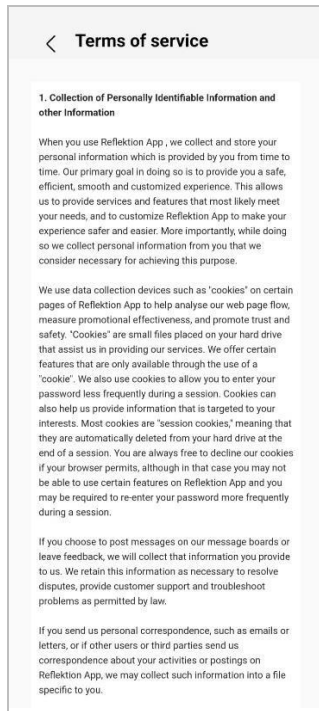 Terms of service
1. Collection of Personally Identifiable Information and
other Information
When you use Reflektion App , we collect and store your
personal information which is provided by you from time to
time. Our primary goal in doing so is to provide you a safe,
efficient, smooth and customized experience. This allows
us to provide services and features that most likely meet
your needs, and to customize Reflektion App to make your
experience safer and easier. More importantly, while doing
so we collect personal information from you that we
consider necessary for achieving this purpose.
We use data collection devices such as "cookies" on certain
pages of Reflektion App to help analyse our web page flow,
measure promotional effectiveness, and promote trust and
safety. "Cookies" are small files placed on your hard drive
that assist us in providing our services. We offer certain
features that are only available through the use of a
"cookie". We also use cookies to allow you to enter your
password less frequently during a session. Cookies can
also help us provide information that is targeted to your
interests. Most cookies are "session cookies," meaning that
they are automatically deleted from your hard drive at the
end of a session. You are always free to decline our cookies
if your browser permits, although in that case you may not
be able to use certain features on Reflektion App and you
may be required to re-enter your password more frequently
during a session.
If you choose to post messages on our message boards or
leave feedback, we will collect that information you provide
to us. We retain this information as necessary to resolve
disputes, provide customer support and troubleshoot
problems as permitted by law.
If you send us personal correspondence, such as emails or
letters, or if other users or third parties send us
correspondence about your activities or postings on
Reflektion App, we may collect such information into a file
specific to you.